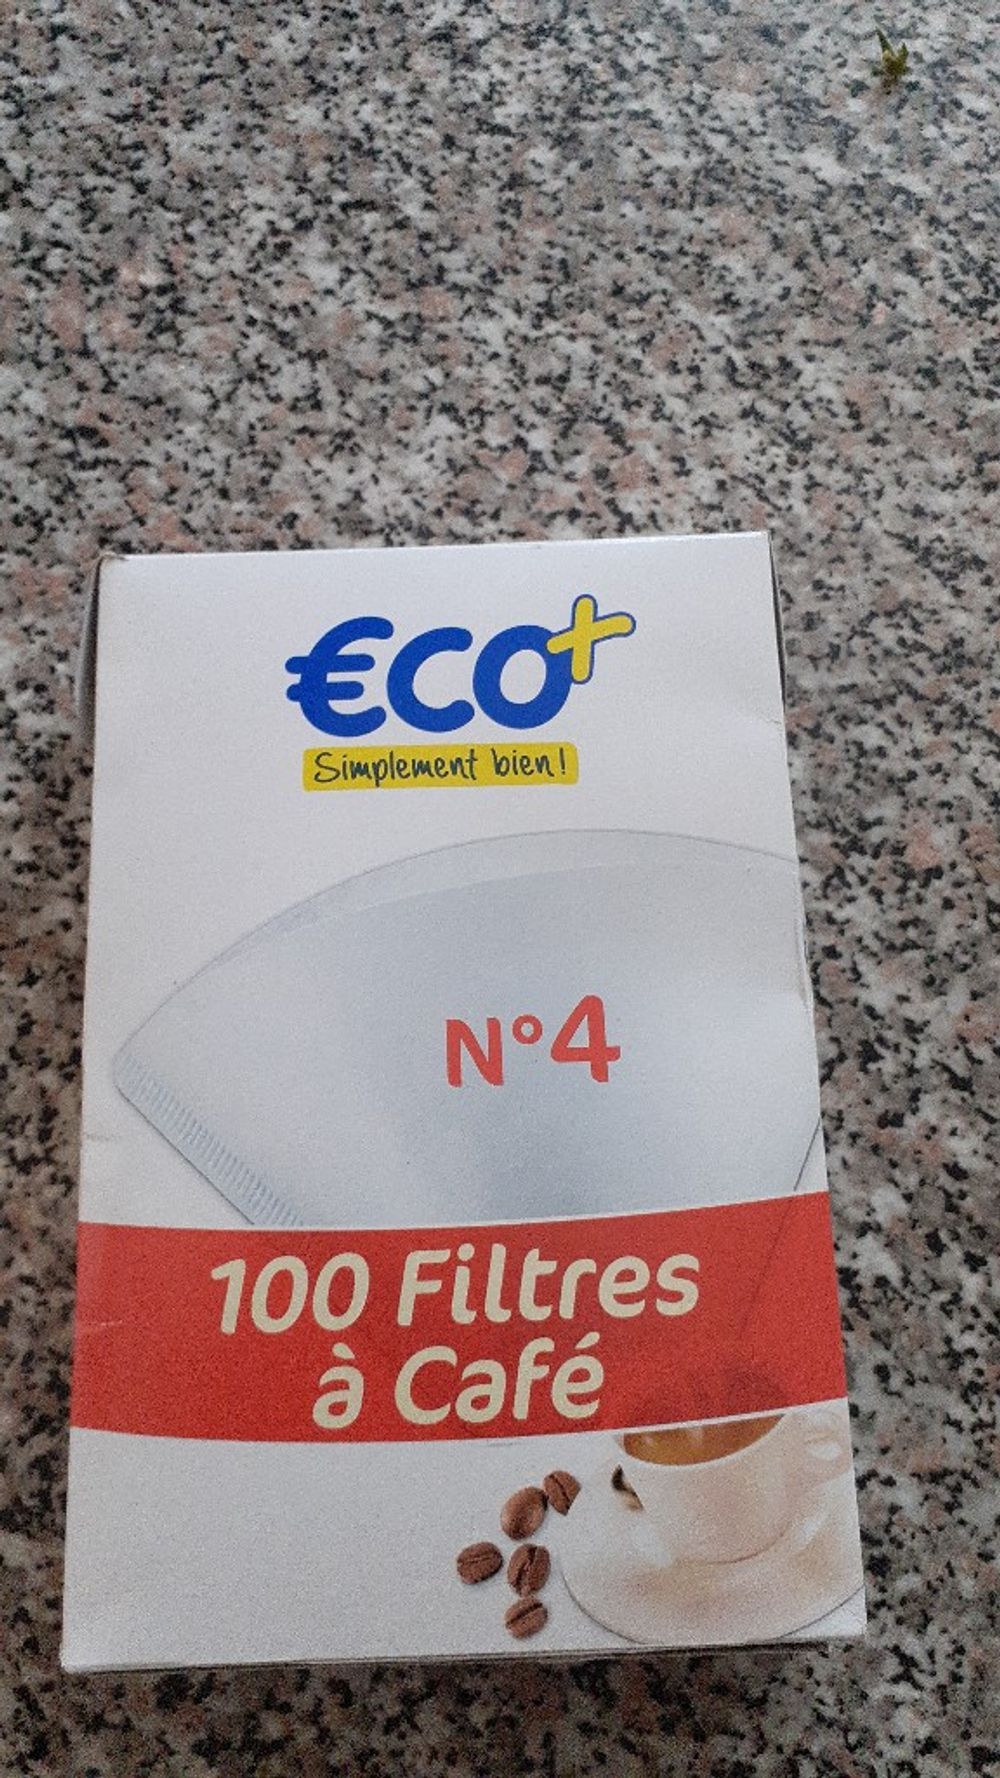 €co+
Simplement bien!
N°4
100 Filtres
à Café